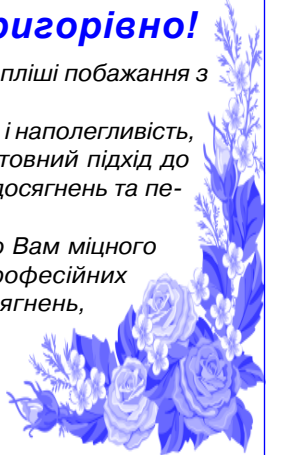 ригорівно!
пліші побажання з
і наполегливість,
товний підхід до
досягнень та пе-
Вам міцного
рофесійних
ягнень,